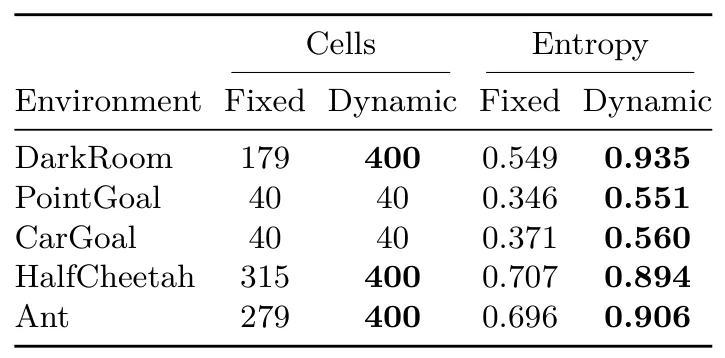 Cells Entropy
Environment Fixed Dynamic Fixed Dynamic
DarkRoom 179 400 0.549 0.935
PointGoal 40 40 0.346 0.551
CarGoal 40 40 0.371 0.560
HalfCheetah 315 400 0.707 0.894
Ant 279 400 0.696 0.906